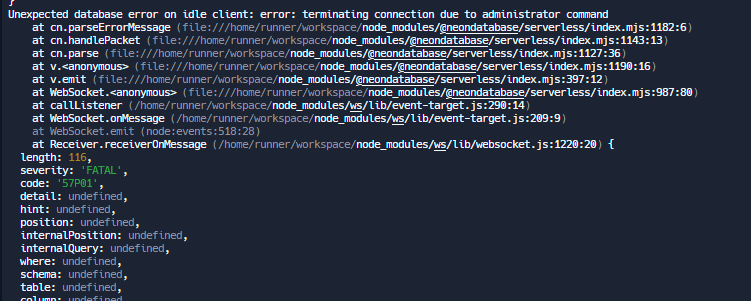 }
Unexpected database error on idle client: error: terminating connection due to administrator command
at cn.parseErrorMessage (file:///home/runner/workspace/node_modules/@neondatabase/serverless/index.mjs:1182:6)
at cn.handlePacket (file:///home/runner/workspace/node_modules/@neondatabase/serverless/index.mjs:1143:13)
at cn.parse (file:///home/runner/workspace/node_modules/@neondatabase/serverless/index.mjs:1127:36)
at v.<anonymous> (file:///home/runner/workspace/node_modules/@neondatabase/serverless/index.mjs:1190:16)
at v.emit (file:///home/runner/workspace/node_modules/@neondatabase/serverless/index.mjs:397:12)
at WebSocket.<anonymous> (file:///home/runner/workspace/node_modules/@neondatabase/serverless/index.mjs:987:80)
at callListener (/home/runner/workspace/node_modules/ws/lib/event-target.js:290:14)
at WebSocket.onMessage (/home/runner/workspace/node_modules/ws/lib/event-target.js:209:9)
at WebSocket.emit (node:events:518:28)
at Receiver.receiverOnMessage (/home/runner/workspace/node_modules/ws/lib/websocket.js:1220:20) {
length: 116,
severity: 'FATAL',
code: '57P01',
detail: undefined,
hint: undefined,
position: undefined,
internalPosition: undefined,
internalQuery: undefined,
where: undefined,
schema: undefined,
table: undefined,
column: undefined,